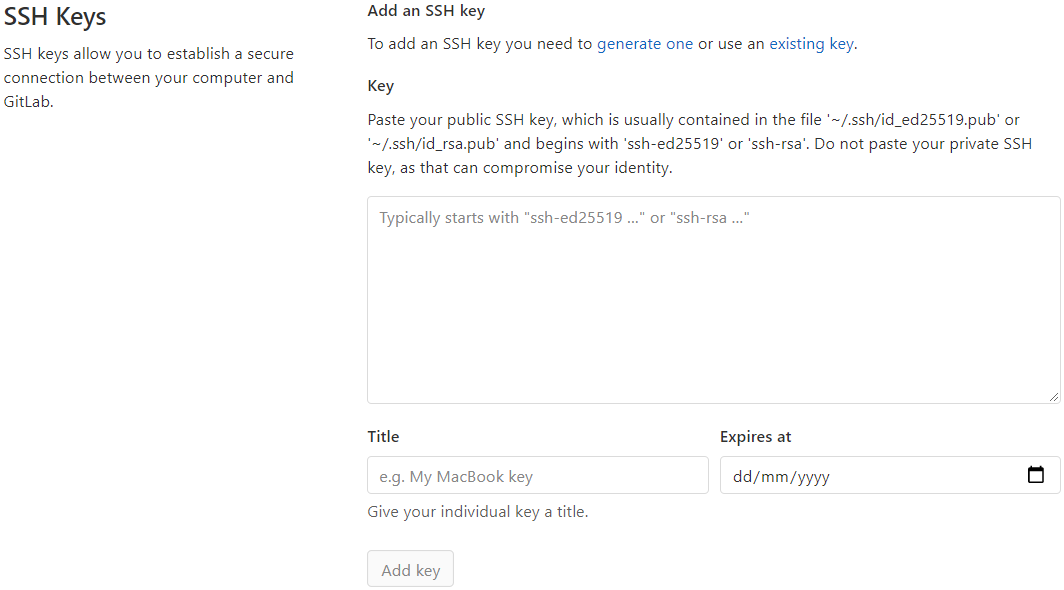 SSH Keys
SSH keys allow you to establish a secure
connection between your computer and
GitLab.
Add an SSH key
To add an SSH key you need to generate one or use an existing key.
Key
Paste your public SSH key, which is usually contained in the file '~/.ssh/id_ed25519.pub' or
'~/.ssh/id_rsa.pub' and begins with 'ssh-ed25519' or 'ssh-rsa'. Do not paste your private SSH
key, as that can compromise your identity.
Typically starts with "ssh-ed25519 ..." or "ssh-rsa ..."
Title
Expires at
e.g. My MacBook key
dd/mm/yyyy
Give your individual key a title.
Add key